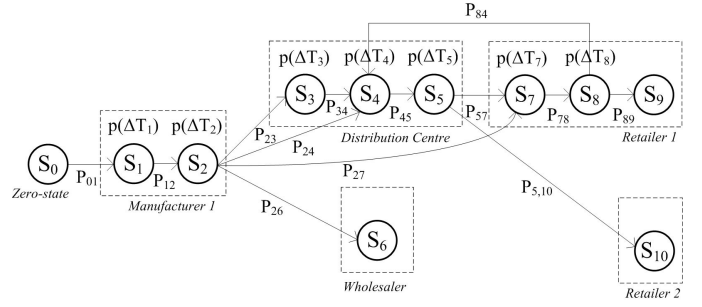 P84
p(ΔT3) p(ΔT4) p(ΔT5) p(ΔT7) p(ΔT8)
S3 S4 S5 S7 S8 S9
P34 P45 P57 P78 P89
Distribution Centre Retailer 1
p(ΔT1) p(ΔT2)
P23
P24
S0 S1 S2
P01 P12 P27
Zero-state Manufacturer 1
P26 P5,10
S6 S10
Wholesaler Retailer 2